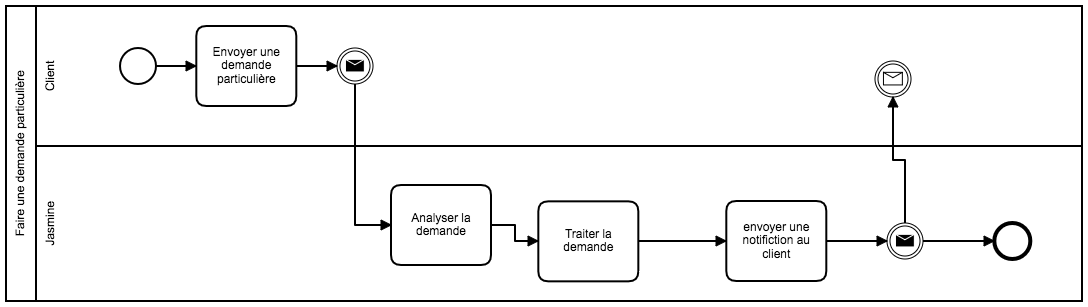 Faire une demande particulière
Client
Envoyer une
demande
particulière
Jasmine
Analyser la
demande
Traiter la
demande
envoyer une
notifiction au
client